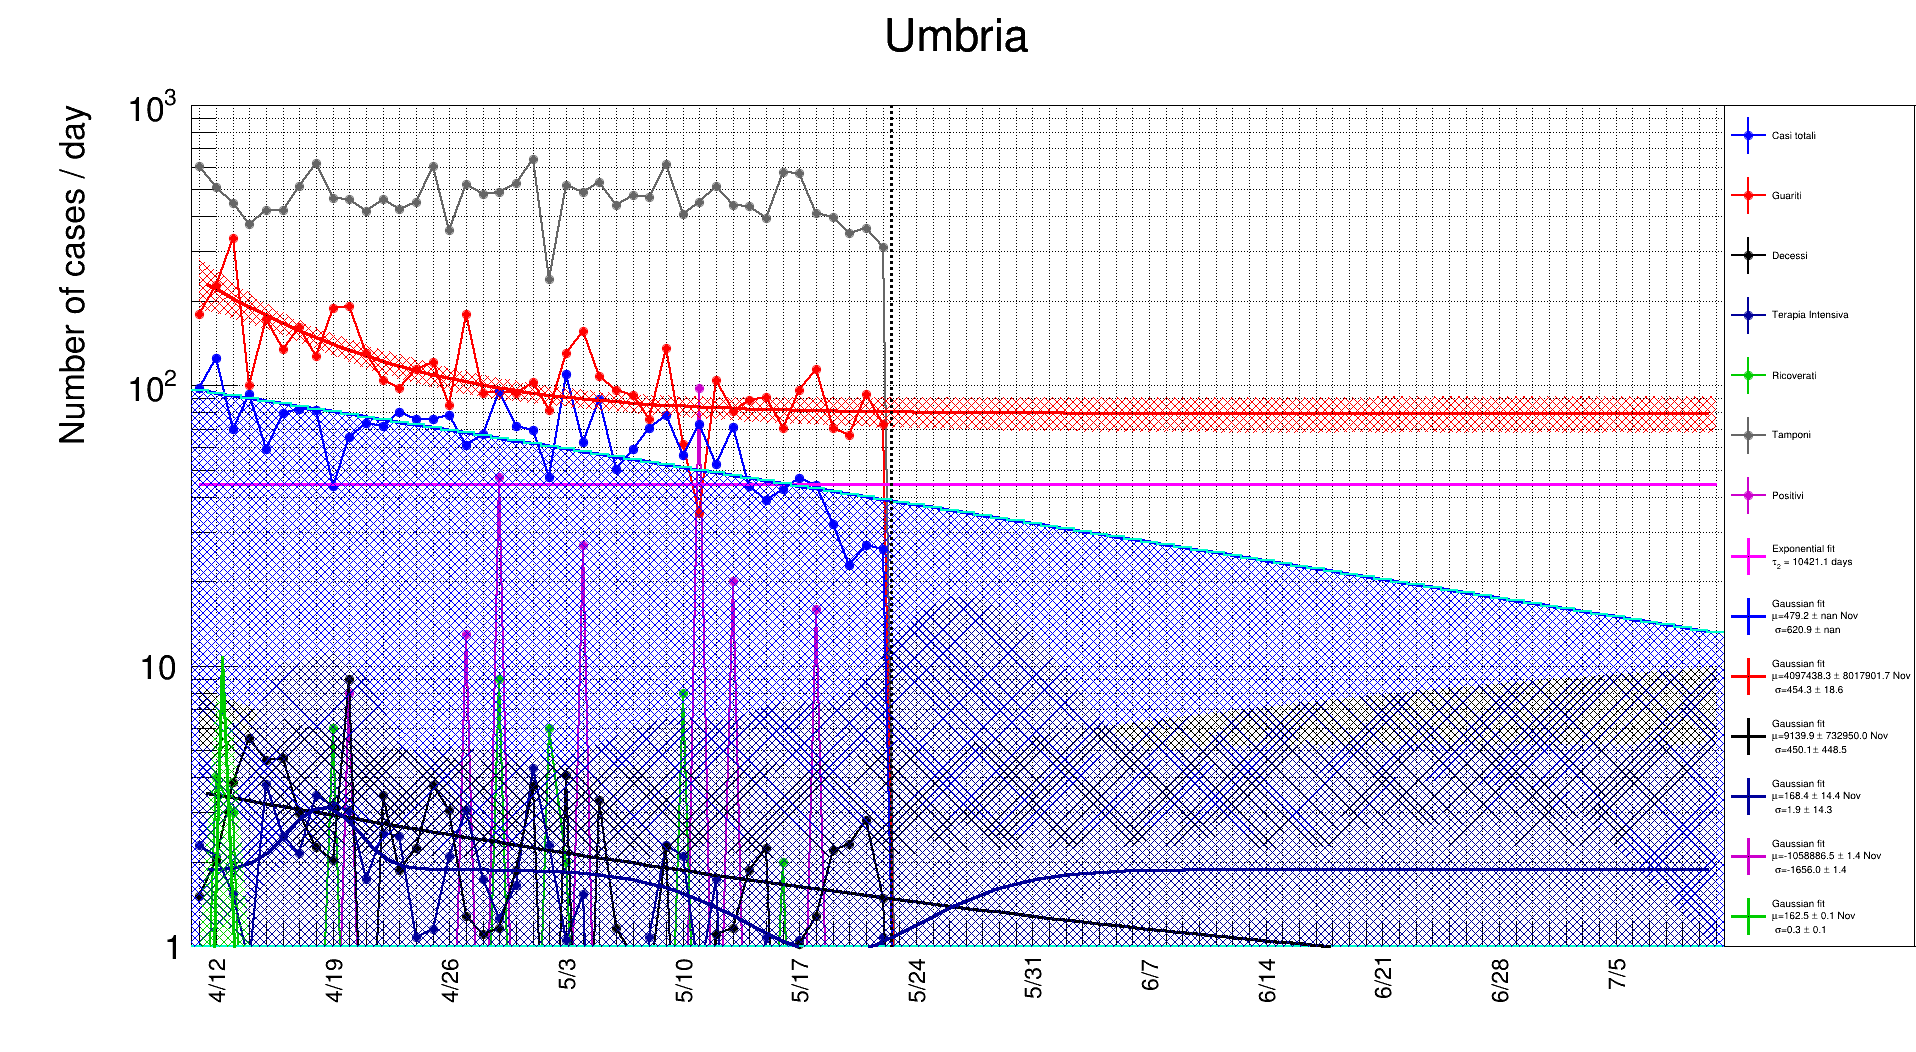 Umbria
Number of cases / day
10³
10²
10
1
4/12
4/19
4/26
5/3
5/10
5/17
5/24
5/31
6/7
6/14
6/21
6/28
7/5
Casi totali
Guariti
Decessi
Terapia Intensiva
Ricoverati
Tamponi
Positivi
Exponential fit
τ₂ = 10421.1 days
Gaussian fit
μ=479.2 ± nan Nov
σ=620.9 ± nan
Gaussian fit
μ=4097438.3 ± 8017901.7 Nov
σ=454.3 ± 18.6
Gaussian fit
μ=9139.9 ± 732950.0 Nov
σ=450.1± 448.5
Gaussian fit
μ=168.4 ± 14.4 Nov
σ=1.9 ± 14.3
Gaussian fit
μ=-1058886.5 ± 1.4 Nov
σ=-1656.0 ± 1.4
Gaussian fit
μ=162.5 ± 0.1 Nov
σ=0.3 ± 0.1